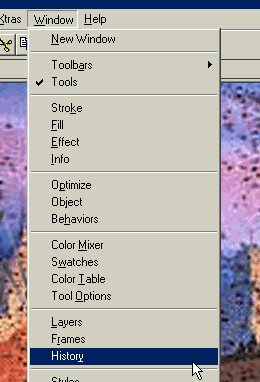 Xtras Window Help
New Window
Toolbars
Tools
Stroke
Fill
Effect
Info
Optimize
Object
Behaviors
Color Mixer
Swatches
Color Table
Tool Options
Layers
Frames
History
Styles